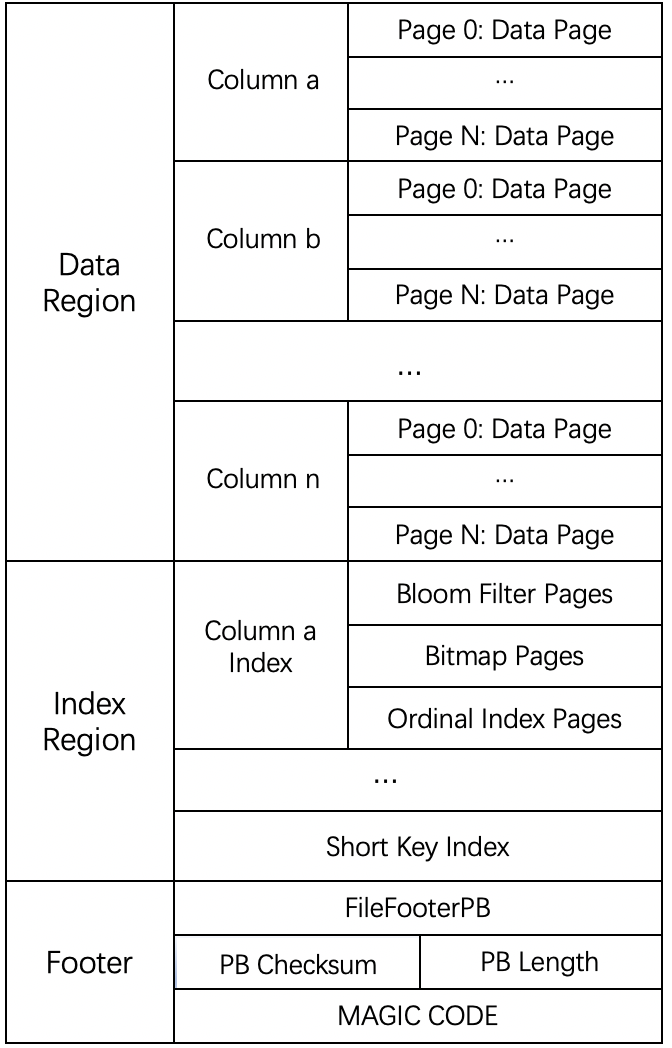 Data
Region
Column a
Page 0: Data Page
...
Page N: Data Page
Column b
Page 0: Data Page
...
Page N: Data Page
...
Column n
Page 0: Data Page
...
Page N: Data Page
Index
Region
Column a
Index
Bloom Filter Pages
Bitmap Pages
Ordinal Index Pages
...
Short Key Index
Footer
FileFooterPB
PB Checksum
PB Length
MAGIC CODE